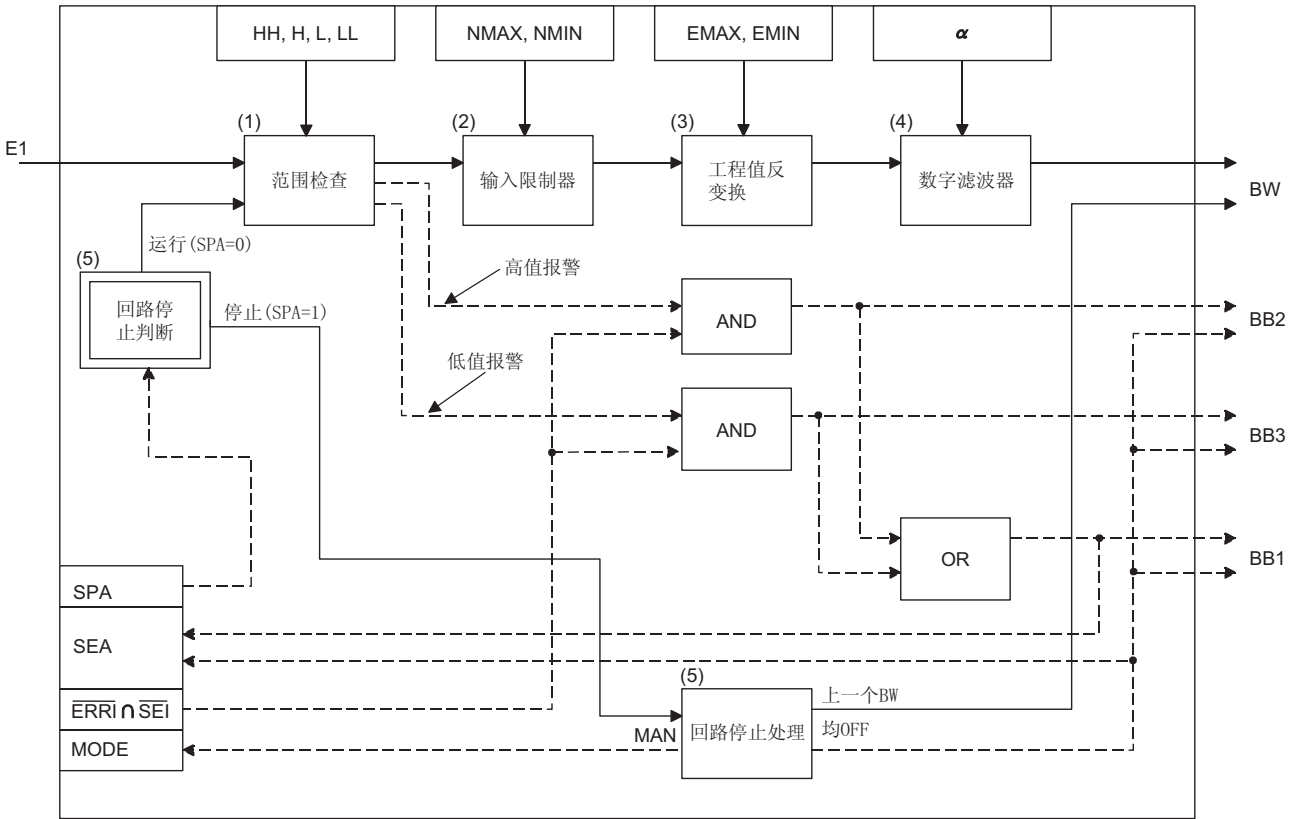 HH, H, L, LL
NMAX, NMIN
EMAX, EMIN
α
(1)
(2)
(3)
(4)
E1
范围检查
输入限制器
工程值反
变换
数字滤波器
BW
运行(SPA=0)
(5)
回路停
止判断
停止(SPA=1)
高值报警
AND
BB2
低值报警
AND
BB3
OR
BB1
SPA
SEA
(5)
上一个BW
E̅R̅R̅I̅∩S̅E̅I̅
MAN
回路停止处理
均OFF
MODE